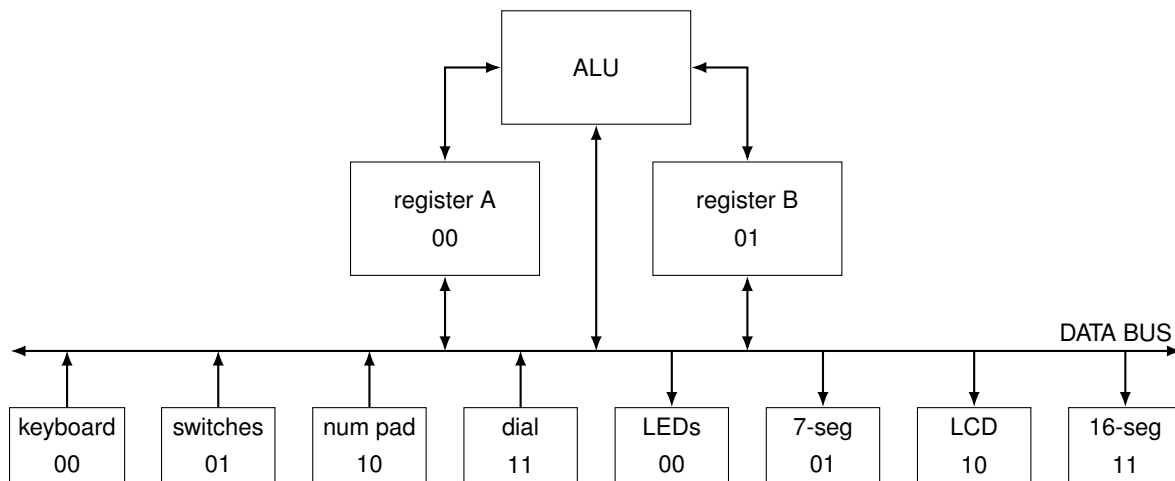 ALU
register A
00
register B
01
DATA BUS
keyboard
00
switches
01
num pad
10
dial
11
LEDs
00
7-seg
01
LCD
10
16-seg
11